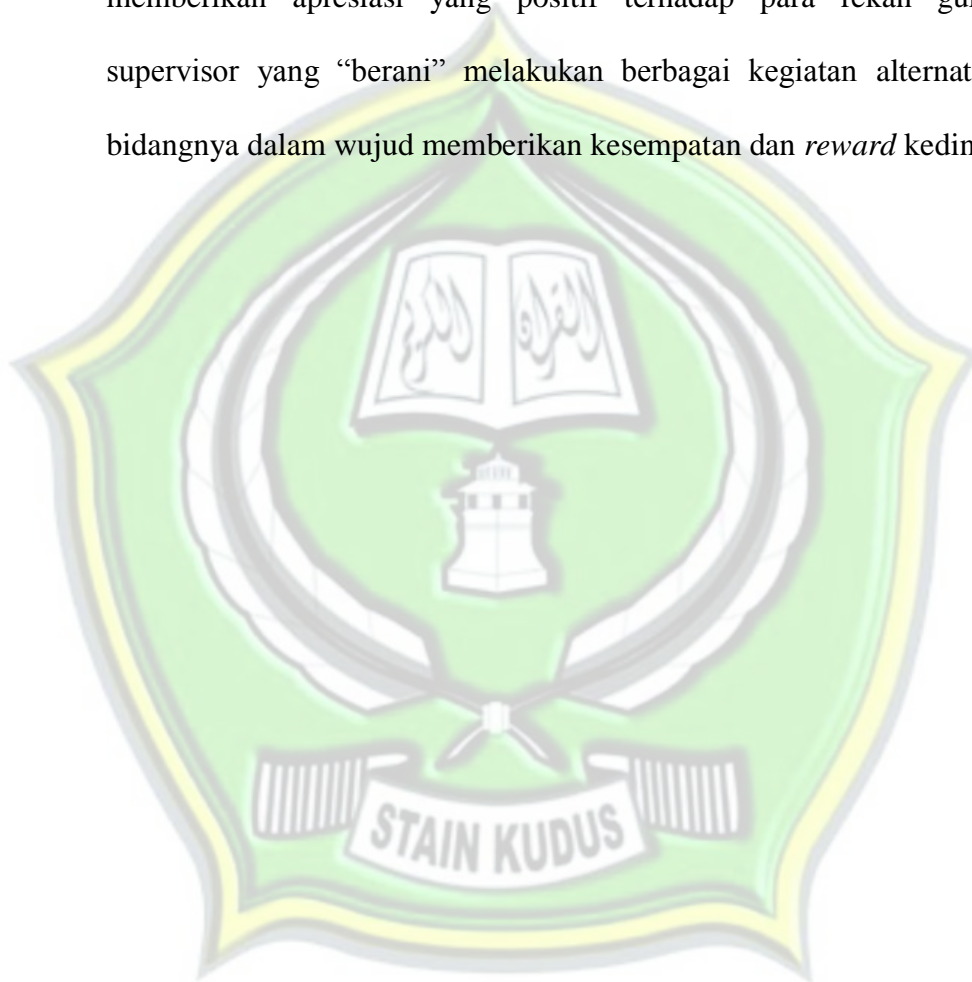 memberikan apresiasi yang positif terhadap para rekan
supervisor yang “berani” melakukan berbagai kegiatan
bidangnya dalam wujud memberikan kesempatan dan reward
STAIN KUDUS